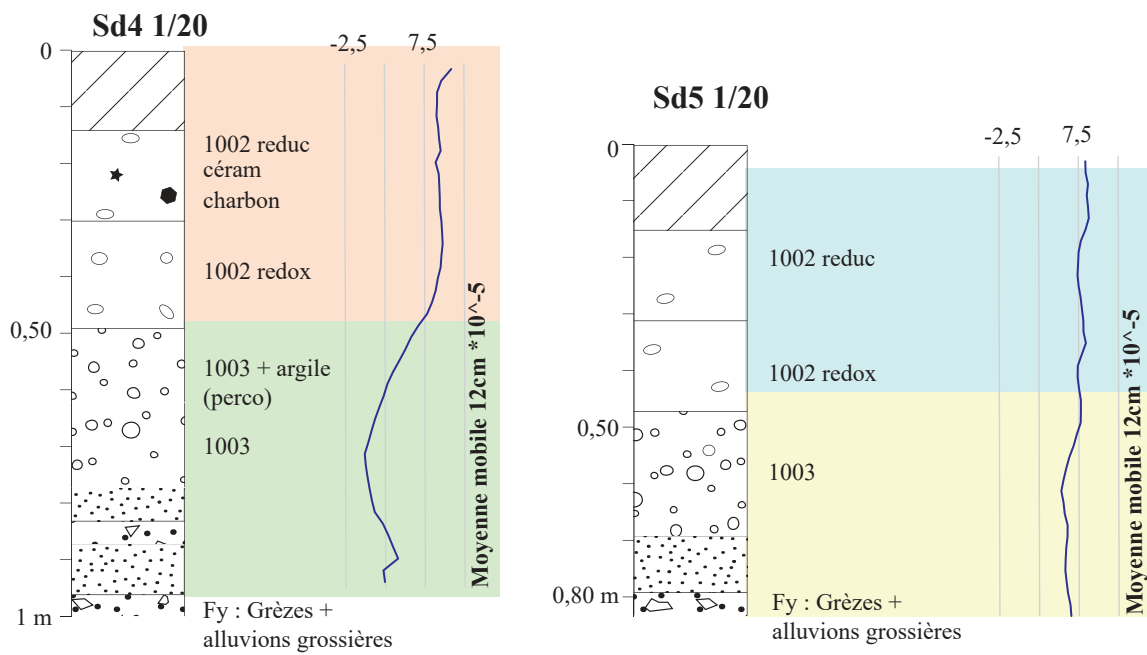 Sd4 1/20
0
-2,5
7,5
1002 reduc
céram
charbon
1002 redox
0,50
1003 + argile
(perco)
1003
Moyenne mobile 12cm *10^-5
1 m
Fy : Grèzes +
alluvions grossières
Sd5 1/20
0
-2,5
7,5
1002 reduc
1002 redox
0,50
1003
Moyenne mobile 12cm *10^-5
0,80 m
Fy : Grèzes +
alluvions grossières